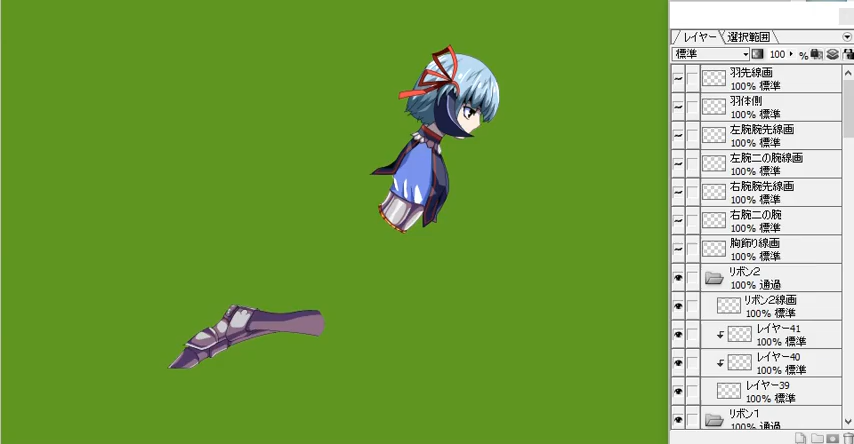 レイヤー 選択範囲
標準 100 %
羽先線画
100% 標準
羽体側
100% 標準
左腕腕先線画
100% 標準
左腕二の腕線画
100% 標準
右腕腕先線画
100% 標準
右腕二の腕
100% 標準
胸飾り線画
100% 標準
リボン2
100% 通過
リボン2線画
100% 標準
レイヤー41
100% 標準
レイヤー40
100% 標準
レイヤー39
100% 標準
リボン1
100% 通過